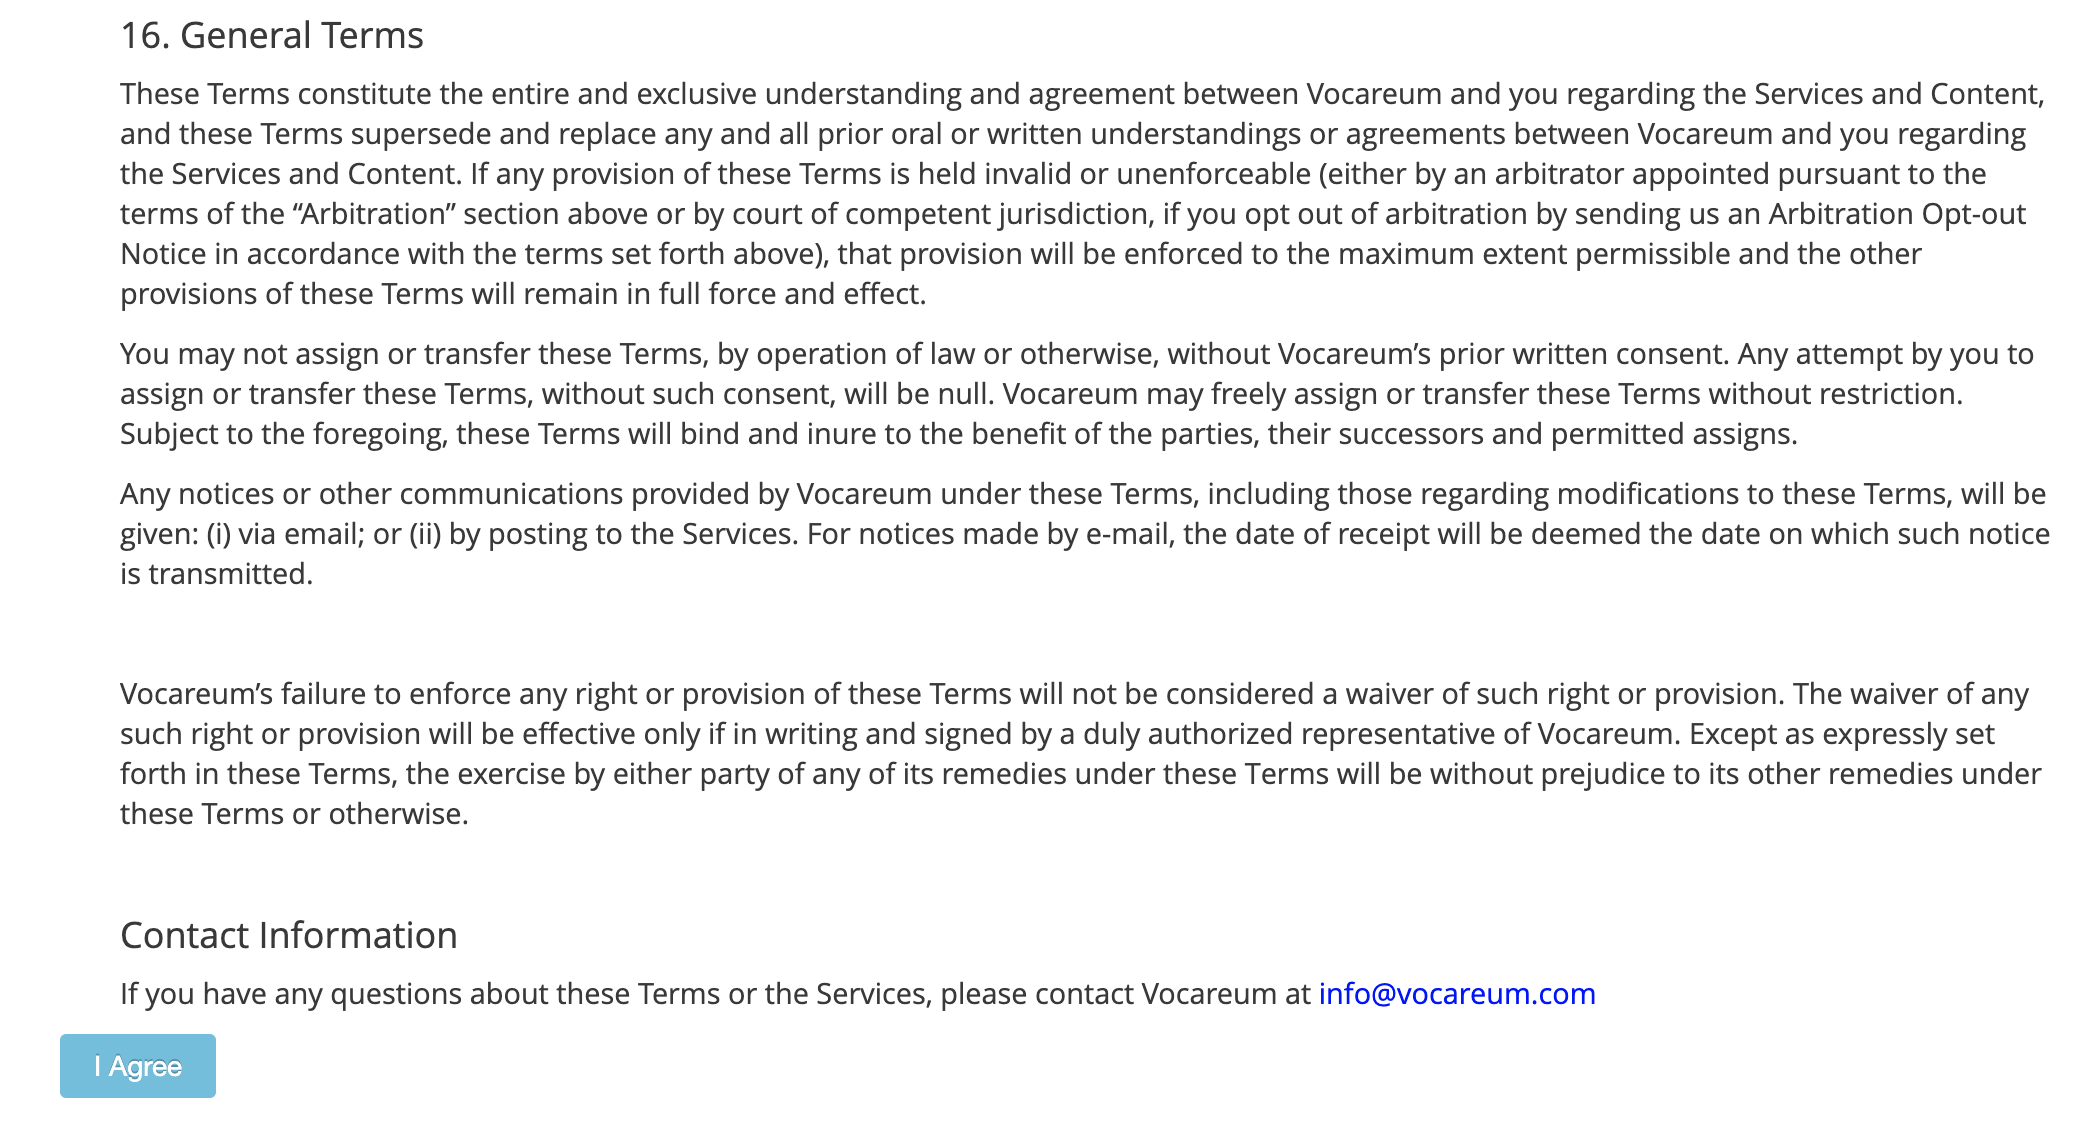 16. General Terms
These Terms constitute the entire and exclusive understanding and agreement between Vocareum and you regarding the Services and Content,
and these Terms supersede and replace any and all prior oral or written understandings or agreements between Vocareum and you regarding
the Services and Content. If any provision of these Terms is held invalid or unenforceable (either by an arbitrator appointed pursuant to the
terms of the “Arbitration” section above or by court of competent jurisdiction, if you opt out of arbitration by sending us an Arbitration Opt-out
Notice in accordance with the terms set forth above), that provision will be enforced to the maximum extent permissible and the other
provisions of these Terms will remain in full force and effect.
You may not assign or transfer these Terms, by operation of law or otherwise, without Vocareum’s prior written consent. Any attempt by you to
assign or transfer these Terms, without such consent, will be null. Vocareum may freely assign or transfer these Terms without restriction.
Subject to the foregoing, these Terms will bind and inure to the benefit of the parties, their successors and permitted assigns.
Any notices or other communications provided by Vocareum under these Terms, including those regarding modifications to these Terms, will be
given: (i) via email; or (ii) by posting to the Services. For notices made by e-mail, the date of receipt will be deemed the date on which such notice
is transmitted.
Vocareum’s failure to enforce any right or provision of these Terms will not be considered a waiver of such right or provision. The waiver of any
such right or provision will be effective only if in writing and signed by a duly authorized representative of Vocareum. Except as expressly set
forth in these Terms, the exercise by either party of any of its remedies under these Terms will be without prejudice to its other remedies under
these Terms or otherwise.
Contact Information
If you have any questions about these Terms or the Services, please contact Vocareum at info@vocareum.com
I Agree